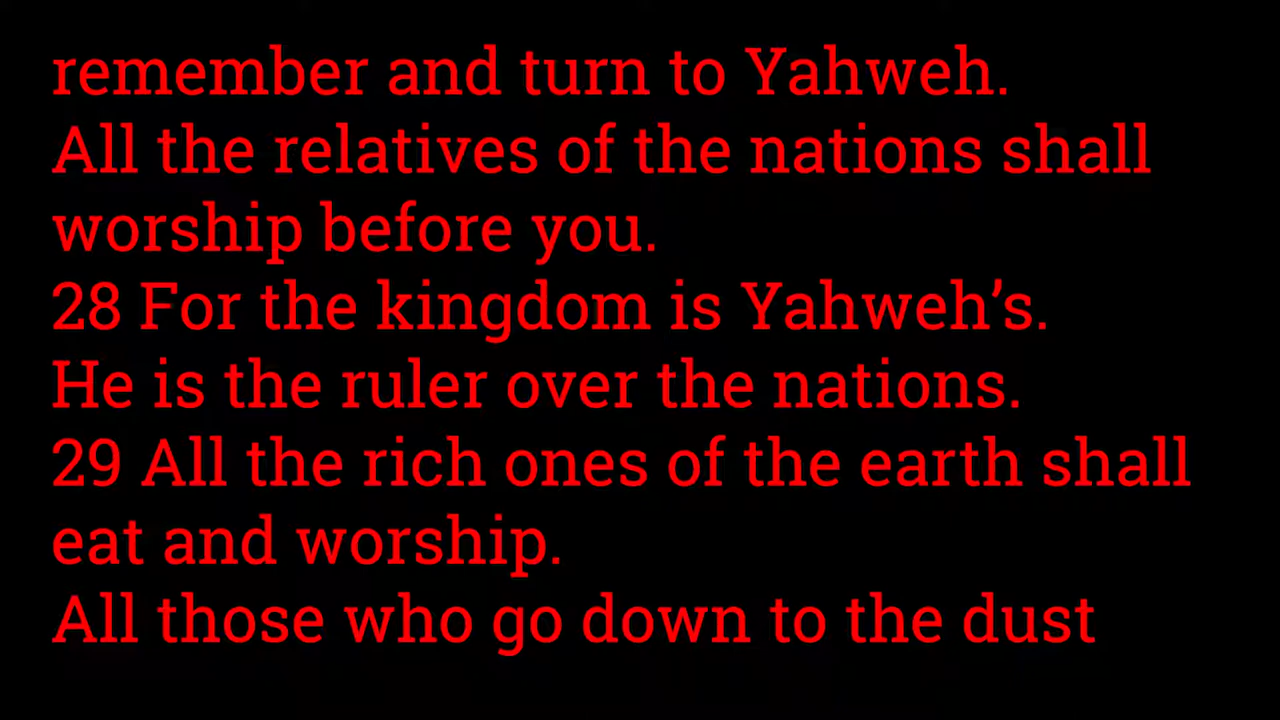 remember and turn to Yahweh.
All the relatives of the nations shall
worship before you.
28 For the kingdom is Yahweh’s.
He is the ruler over the nations.
29 All the rich ones of the earth shall
eat and worship.
All those who go down to the dust